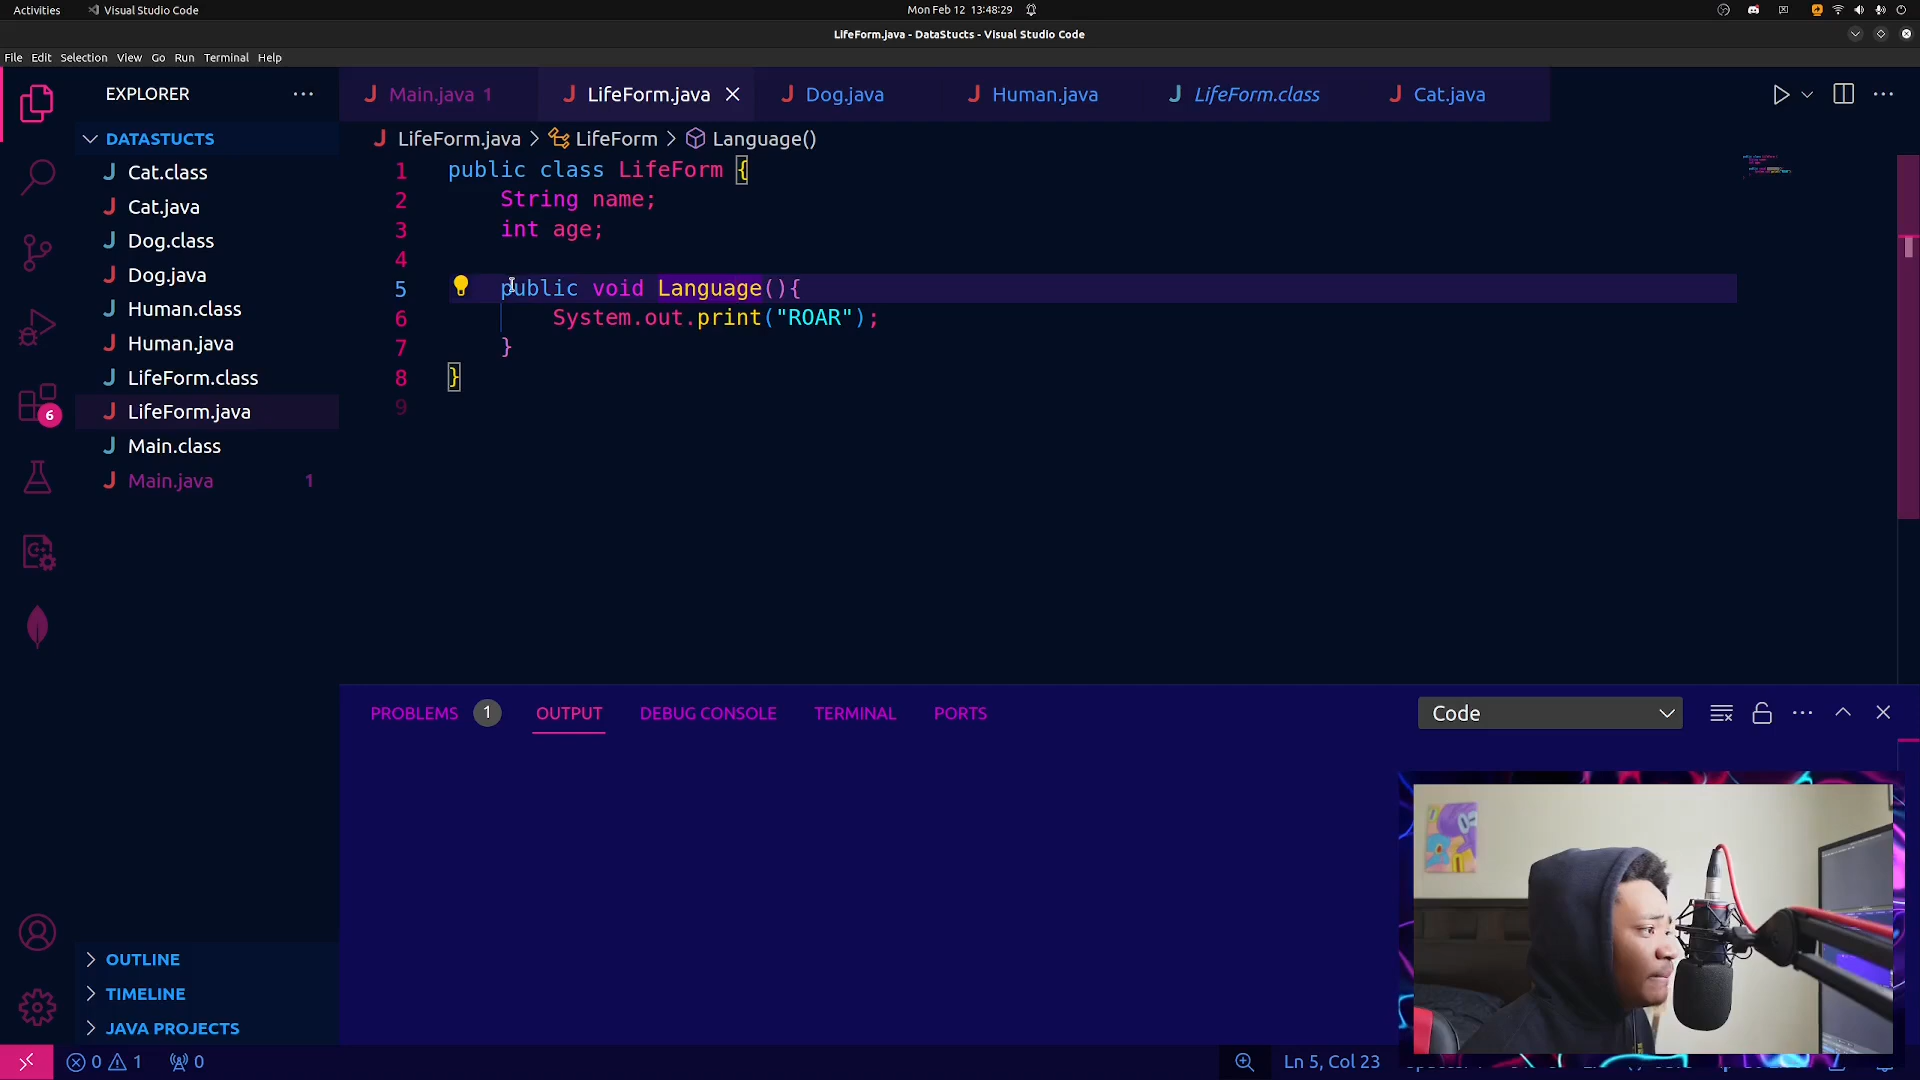 Activities Visual Studio Code Mon Feb 12 13:48:29
LifeForm.java - DataStucts - Visual Studio Code
File Edit Selection View Go Run Terminal Help
EXPLORER
DATASTUCTS
Cat.class
Cat.java
Dog.class
Dog.java
Human.class
Human.java
LifeForm.class
LifeForm.java
Main.class
Main.java 1
6
OUTLINE
TIMELINE
JAVA PROJECTS
Main.java 1 LifeForm.java Dog.java Human.java LifeForm.class Cat.java
LifeForm.java > LifeForm > Language()
1 public class LifeForm {
2 String name;
3 int age;
4
5 public void Language(){
6 System.out.print("ROAR");
7 }
8 }
9
PROBLEMS 1 OUTPUT DEBUG CONSOLE TERMINAL PORTS Code
0 1 0 Ln 5, Col 23